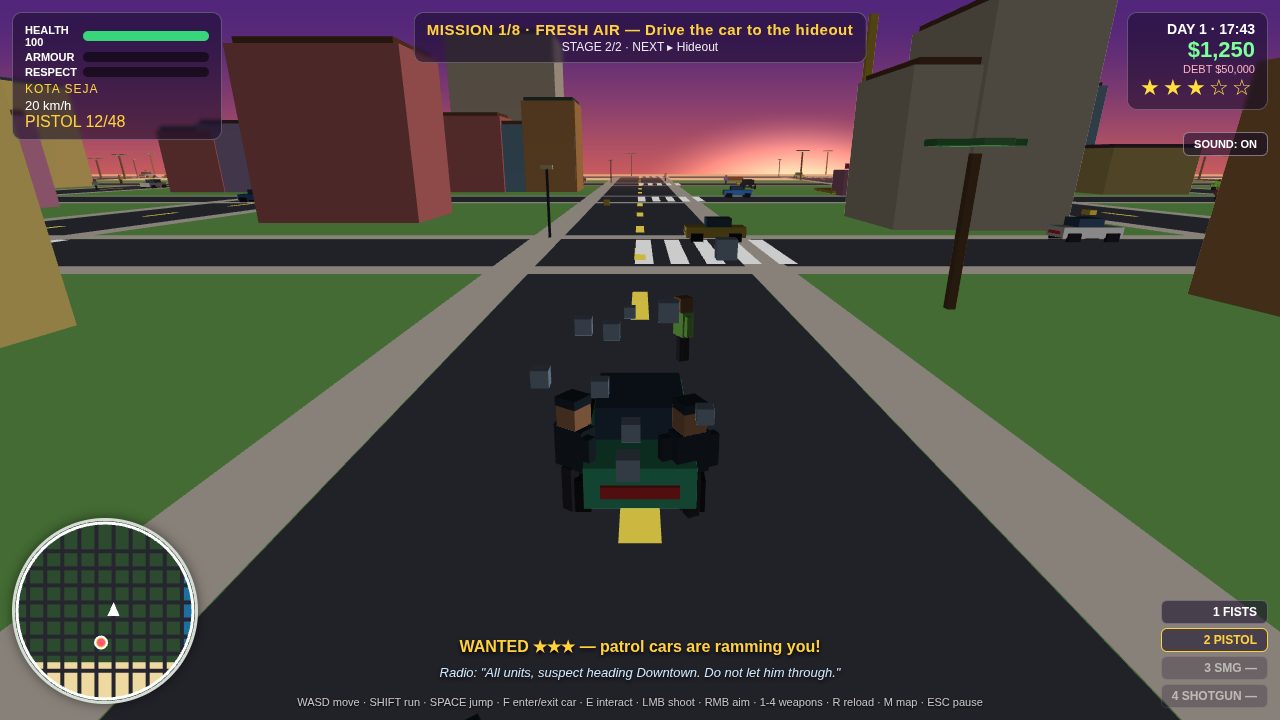 HEALTH
100
ARMOUR
RESPECT
KOTA SEJA
20 km/h
PISTOL 12/48
MISSION 1/8 · FRESH AIR — Drive the car to the hideout
STAGE 2/2 · NEXT ▸ Hideout
DAY 1 · 17:43
$1,250
DEBT $50,000
★★★☆☆
SOUND: ON
WANTED ★★★ — patrol cars are ramming you!
Radio: "All units, suspect heading Downtown. Do not let him through."
WASD move · SHIFT run · SPACE jump · F enter/exit car · E interact · LMB shoot · RMB aim · 1-4 weapons · R reload · M map · ESC pause
1 FISTS
2 PISTOL
3 SMG —
4 SHOTGUN —